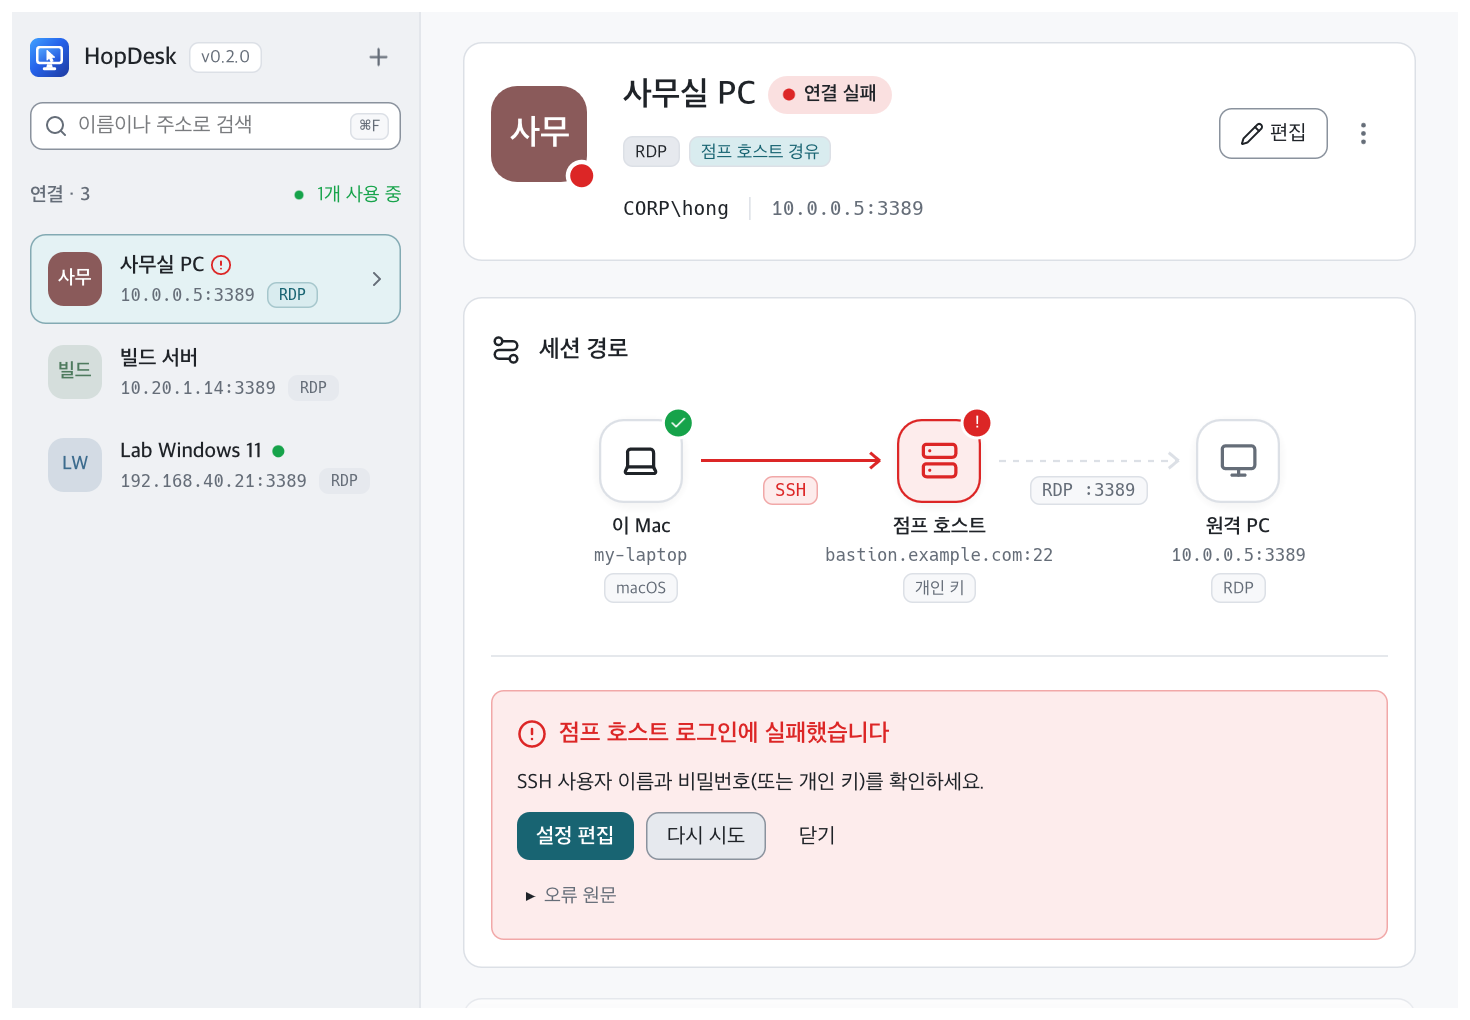 HopDesk v0.2.0
이름이나 주소로 검색 ⌘F
연결 · 3
1개 사용 중
사무
사무실 PC
10.0.0.5:3389 RDP
빌드
빌드 서버
10.20.1.14:3389 RDP
LW
Lab Windows 11
192.168.40.21:3389 RDP
사무
사무실 PC
연결 실패
RDP
점프 호스트 경유
CORP\hong
10.0.0.5:3389
편집
세션 경로
SSH
RDP :3389
이 Mac
my-laptop
macOS
점프 호스트
bastion.example.com:22
개인 키
원격 PC
10.0.0.5:3389
RDP
점프 호스트 로그인에 실패했습니다
SSH 사용자 이름과 비밀번호(또는 개인 키)를 확인하세요.
설정 편집
다시 시도
닫기
▸ 오류 원문